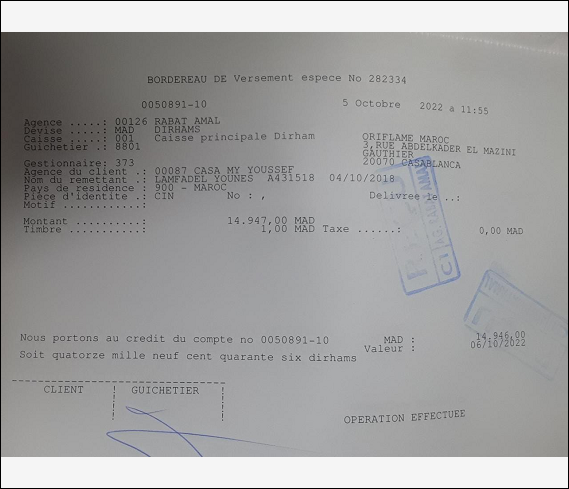 BORDEREAU DE Versement espece No 282334
0050891-10 5 Octobre 2022 a 11:55
Agence .....: 00126 RABAT AMAL
Devise .....: MAD DIRHAMS
Caisse .....: 001 Caisse principale Dirham ORIFLAME MAROC
Guichetier .: 8801 3,RUE ABDELKADER EL MAZINI
GAUTHIER
Gestionnaire: 373 20070 CASABLANCA
Agence du client .: 00087 CASA MY YOUSSEF
Nom du remettant .: LAMFADEL YOUNES A431518 04/10/2018
Pays de residence : 900 - MAROC
Pièce d'identite .: CIN No : , Delivree le ..:
Motif ...........:
Montant ..........: 14.947,00 MAD
Timbre ...........: 1,00 MAD Taxe ......: 0,00 MAD
Nous portons au credit du compte no 0050891-10 MAD : 14.946,00
Valeur : 06/10/2022
Soit quatorze mille neuf cent quarante six dirhams
CLIENT GUICHETIER
OPERATION EFFECTUEE